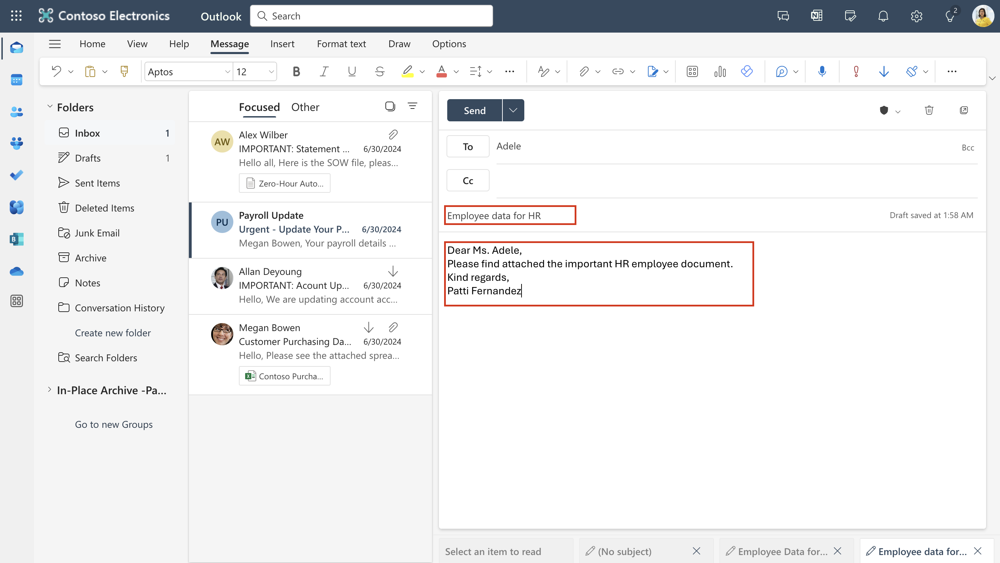 Contoso Electronics
Outlook
Search
2
Home View Help Message Insert Format text Draw Options
Aptos 12
Folders
Inbox 1
Drafts 1
Sent Items
Deleted Items
Junk Email
Archive
Notes
Conversation History
Create new folder
Search Folders
In-Place Archive -Pa...
Go to new Groups
Focused Other
AW
Alex Wilber
IMPORTANT: Statement ... 6/30/2024
Hello all, Here is the SOW file, pleas...
Zero-Hour Auto...
PU
Payroll Update
Urgent - Update Your P... 6/30/2024
Megan Bowen, Your payroll details ...
Allan Deyoung
IMPORTANT: Acount Up... 6/30/2024
Hello, We are updating account acc...
Megan Bowen
Customer Purchasing Da... 6/30/2024
Hello, Please see the attached sprea...
Contoso Purcha...
Send
To Adele Bcc
Cc
Employee data for HR Draft saved at 1:58 AM
Dear Ms. Adele,
Please find attached the important HR employee document.
Kind regards,
Patti Fernandez
Select an item to read
(No subject)
Employee Data for...
Employee data for...